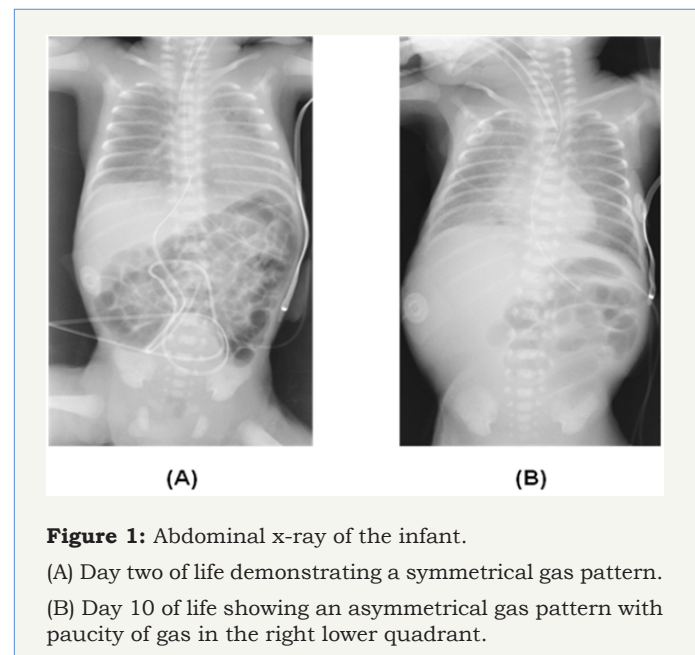 (A)
(B)
Figure 1: Abdominal x-ray of the infant.
(A) Day two of life demonstrating a symmetrical gas pattern.
(B) Day 10 of life showing an asymmetrical gas pattern with
paucity of gas in the right lower quadrant.